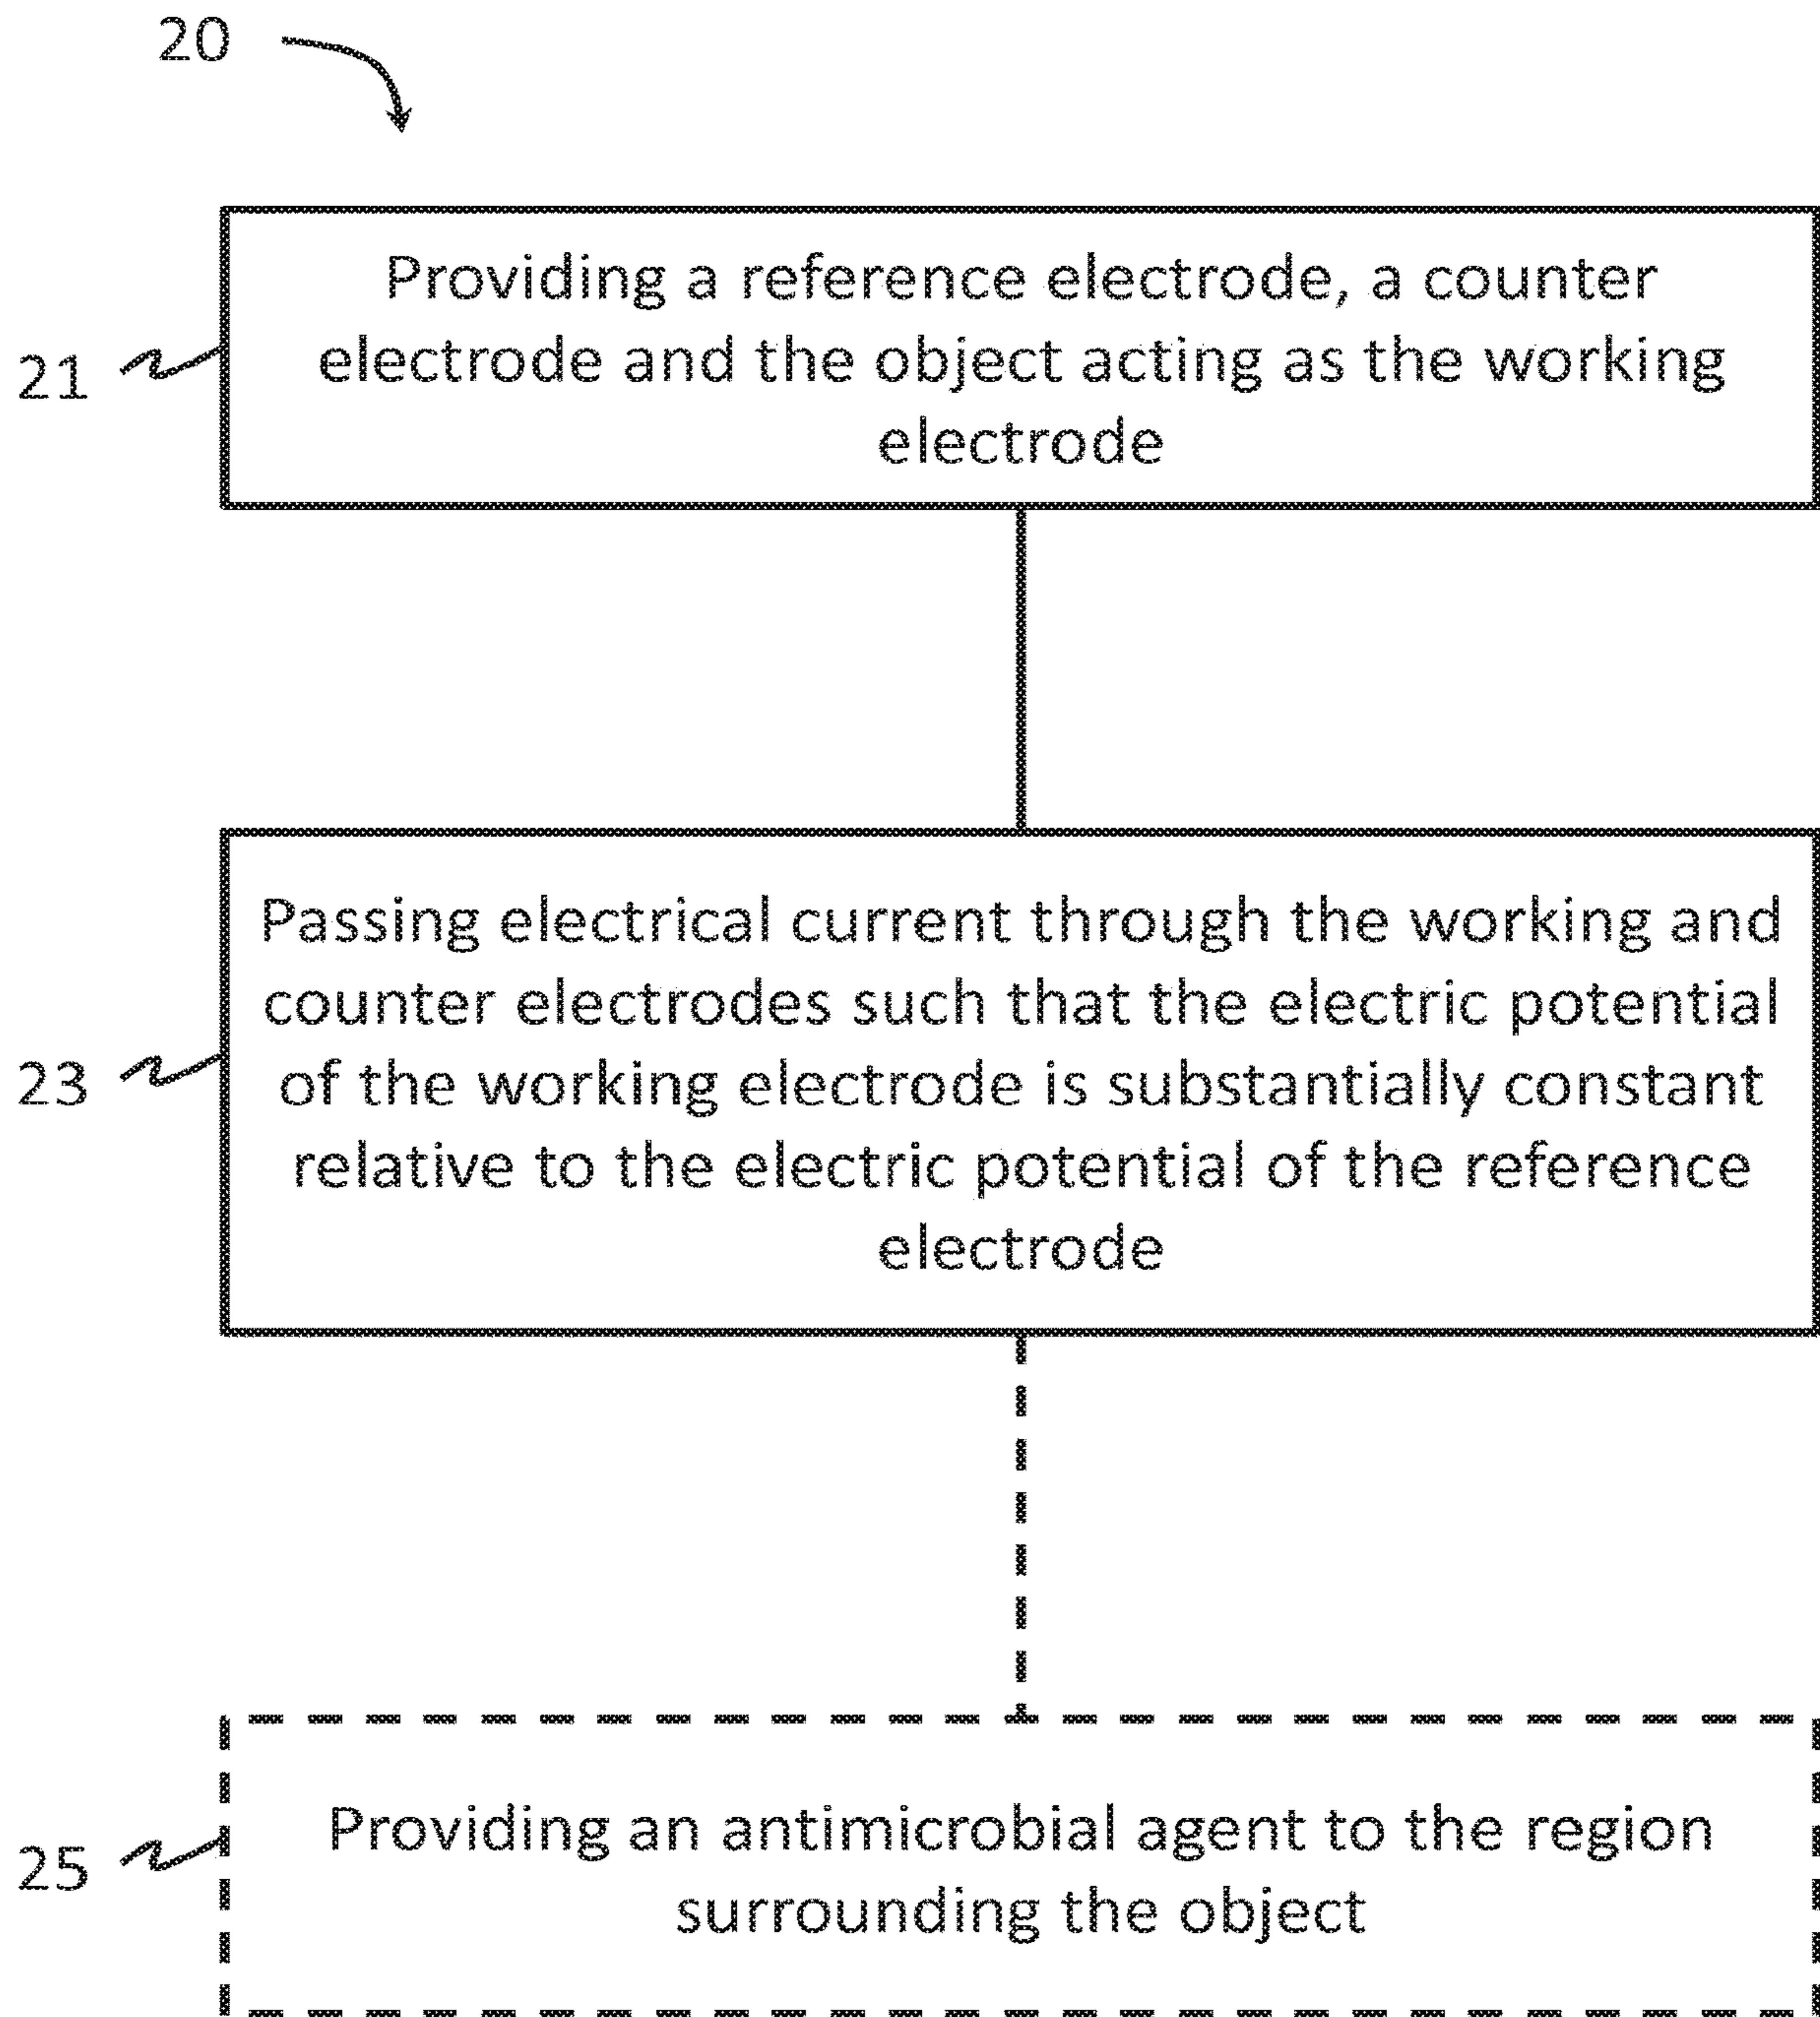 20
21
Providing a reference electrode, a counter
electrode and the object acting as the working
electrode
23
Passing electrical current through the working and
counter electrodes such that the electric potential
of the working electrode is substantially constant
relative to the electric potential of the reference
electrode
25
Providing an antimicrobial agent to the region
surrounding the object